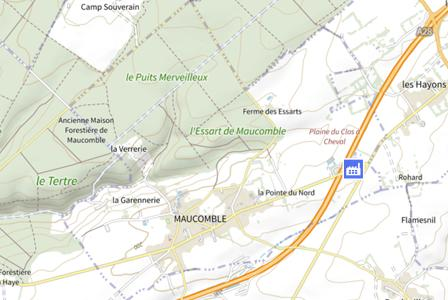 Camp Souverain
A28
le Puits Merveilleux
les Hayons
Ferme des Essarts
Ancienne Maison
Forestière de
Maucomble
l'Essart de Maucomble
Plaine du Clos à
Cheval
la Verrerie
le Tertre
Rohard
la Pointe du Nord
la Garennerie
MAUCOMBLE
Flamesnil
Forestière
Haye